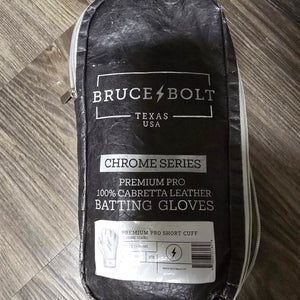 BRUCE BOLT
TEXAS
USA
CHROME SERIES
PREMIUM PRO
100% CABRETTA LEATHER
BATTING GLOVES
PREMIUM PRO SHORT CUFF